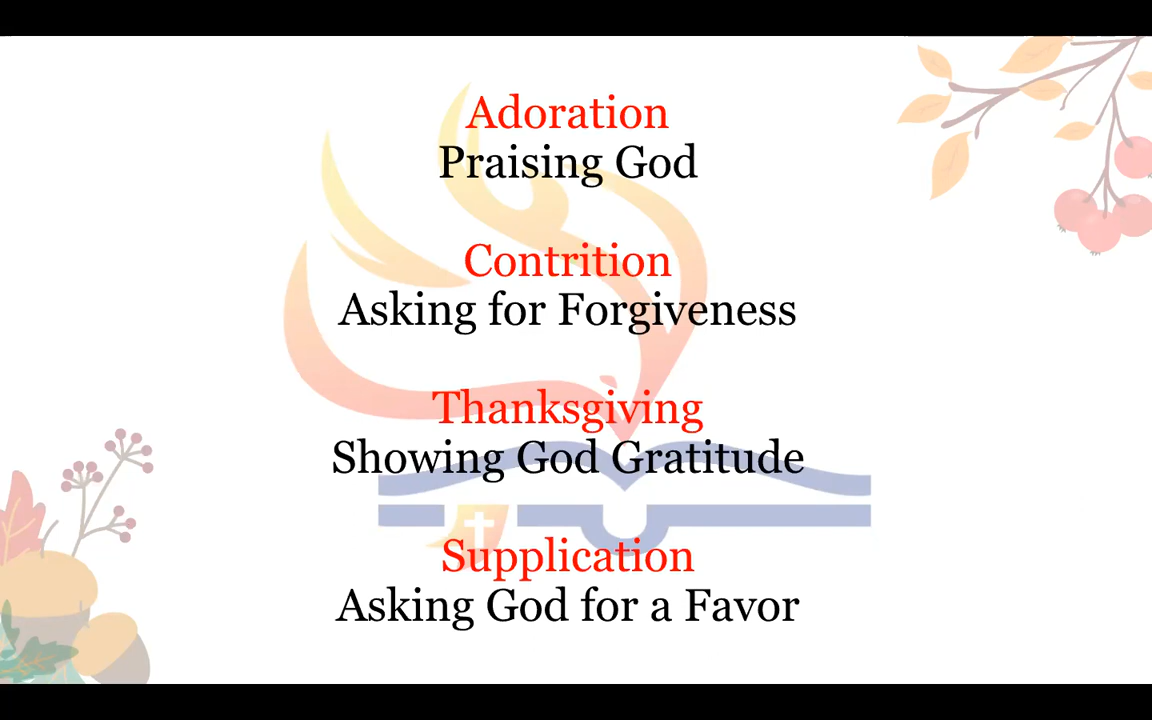 Adoration
Praising God
Contrition
Asking for Forgiveness
Thanksgiving
Showing God Gratitude
Supplication
Asking God for a Favor